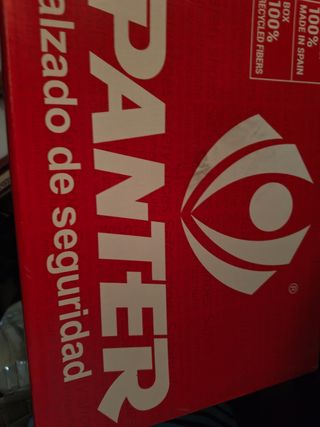 PANTER
alzado de seguridad
®
100%
MADE IN SPAIN
BOX
100%
RECYCLED FIBERS